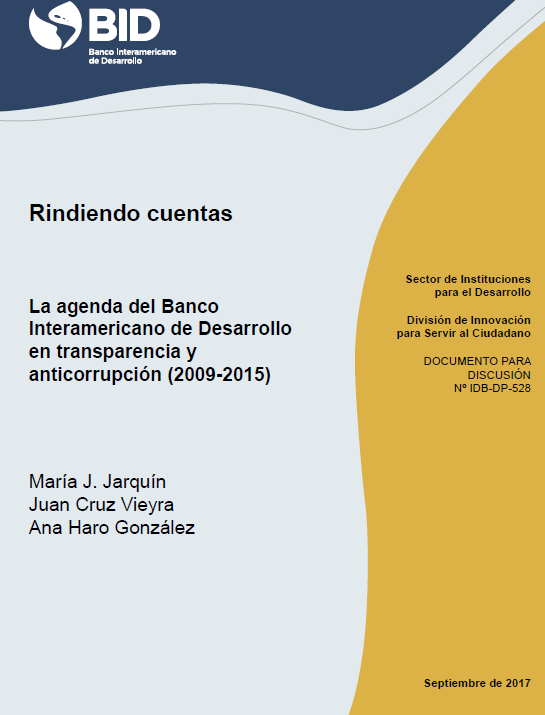 BID
Banco Interamericano
de Desarrollo
Rindiendo cuentas
La agenda del Banco
Interamericano de Desarrollo
en transparencia y
anticorrupción (2009-2015)
María J. Jarquín
Juan Cruz Vieyra
Ana Haro González
Sector de Instituciones
para el Desarrollo
División de Innovación
para Servir al Ciudadano
DOCUMENTO PARA
DISCUSIÓN
Nº IDB-DP-528
Septiembre de 2017